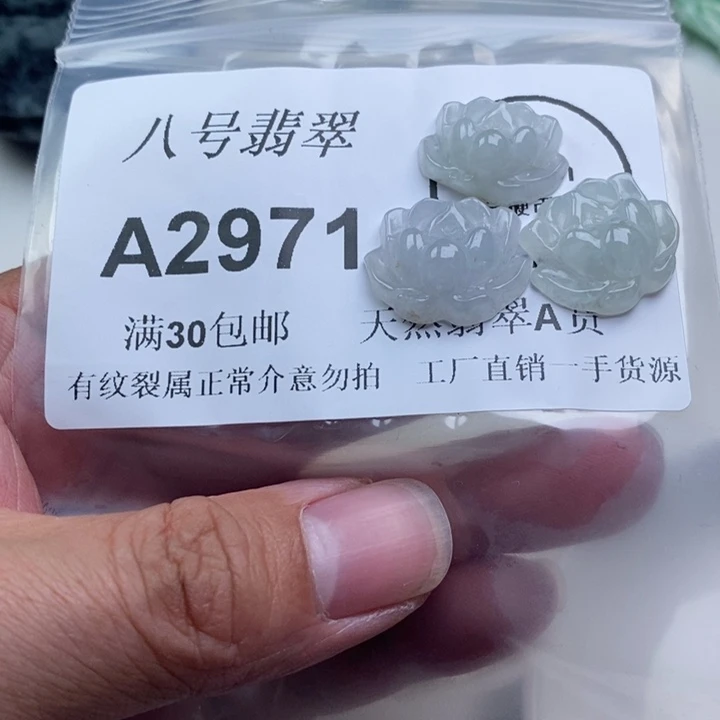 八号翡翠
A2971
满30包邮 天然翡翠A货
有纹裂属正常介意勿拍 工厂直销一手货源